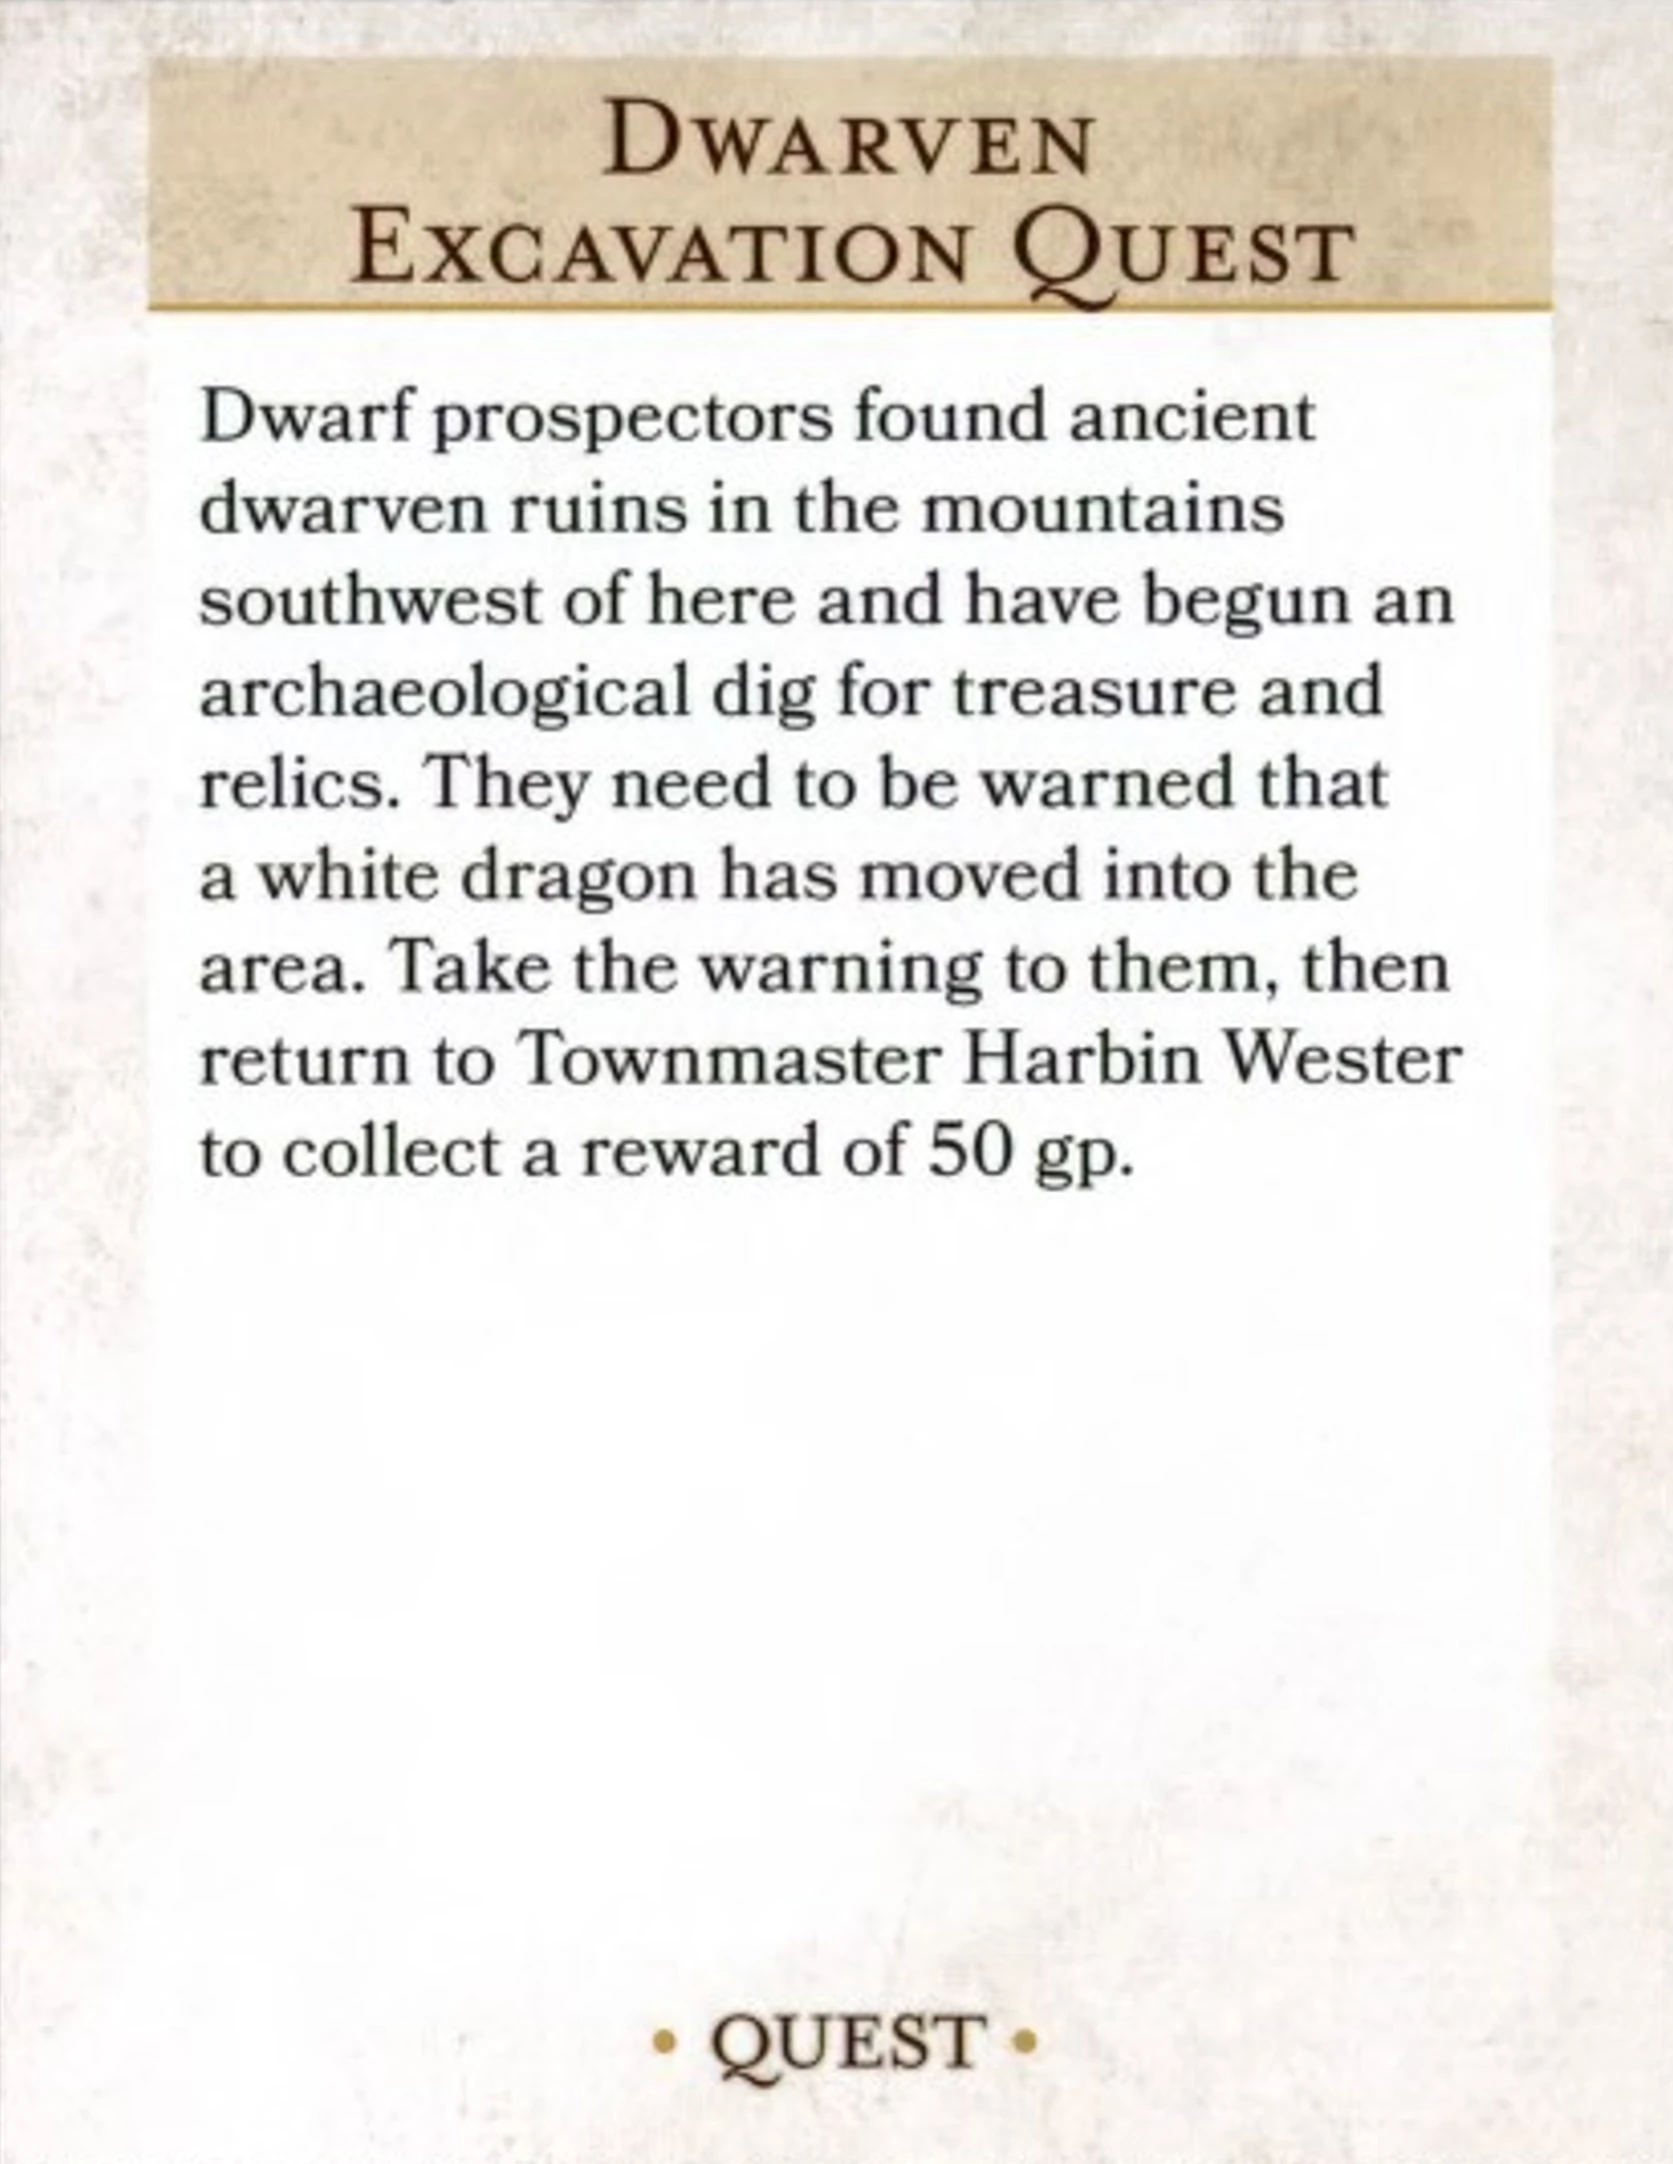 DWARVEN
EXCAVATION QUEST
Dwarf prospectors found ancient
dwarven ruins in the mountains
southwest of here and have begun an
archaeological dig for treasure and
relics. They need to be warned that
a white dragon has moved into the
area. Take the warning to them, then
return to Townmaster Harbin Wester
to collect a reward of 50 gp.
• QUEST •